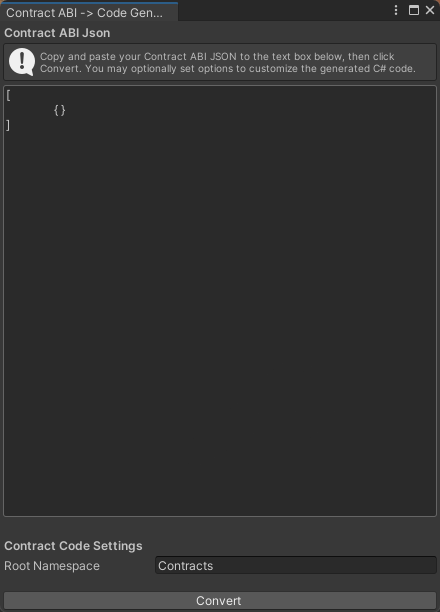 Contract ABI -> Code Gen...
Contract ABI Json
Copy and paste your Contract ABI JSON to the text box below, then click
Convert. You may optionally set options to customize the generated C# code.
[
{}
]
Contract Code Settings
Root Namespace Contracts
Convert